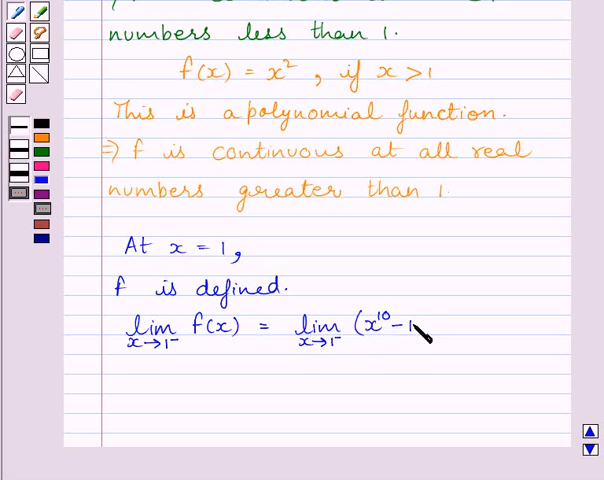 numbers less than 1.
f(x) = x², if x > 1
This is a polynomial function.
⇒ f is continuous at all real
numbers greater than 1.
At x = 1,
f is defined.
lim x→1⁻ f(x) = lim x→1⁻ (x¹⁰ - 1